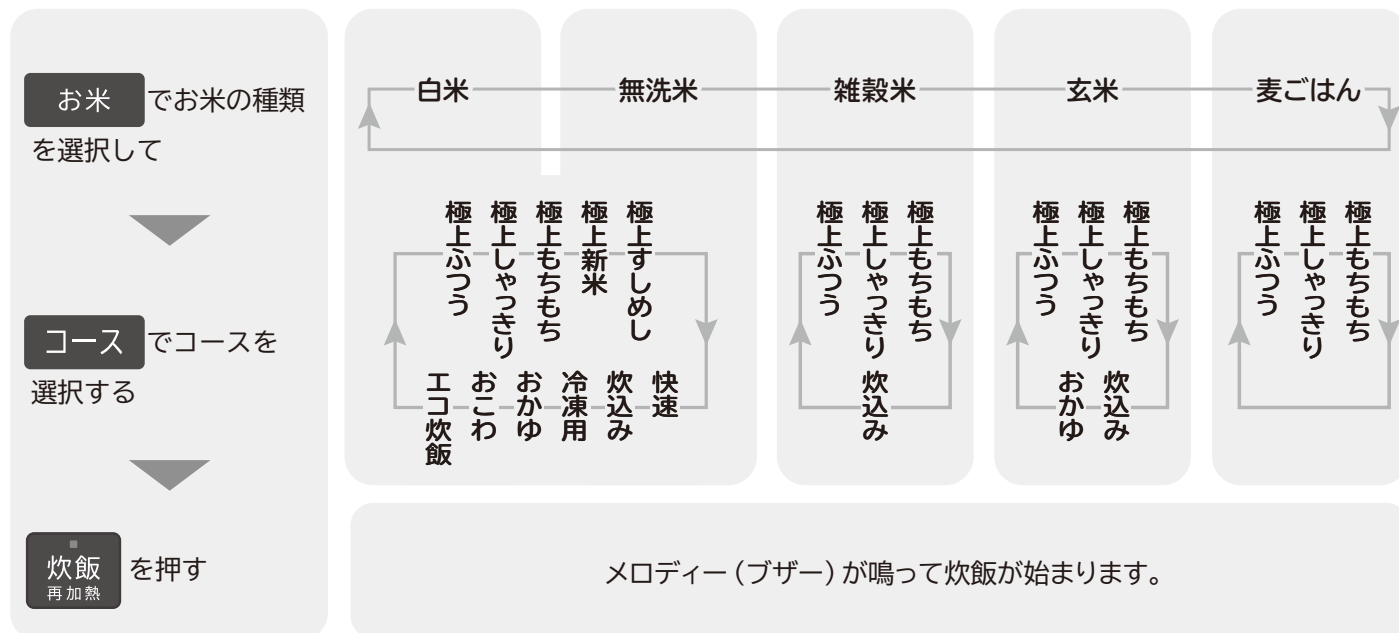 お米 でお米の種類
を選択して
コース でコースを
選択する
炊飯
再加熱
を押す
白米 無洗米 雑穀米 玄米 麦ごはん
極上ふつう
極上しゃっきり
極上もちもち
極上新米
極上すしめし
エコ炊飯
おこわ
おかゆ
冷凍用
炊込み
快速
極上ふつう
極上しゃっきり
極上もちもち
炊込み
極上ふつう
極上しゃっきり
極上もちもち
おかゆ
炊込み
極上ふつう
極上しゃっきり
極上もちもち
メロディー（ブザー）が鳴って炊飯が始まります。